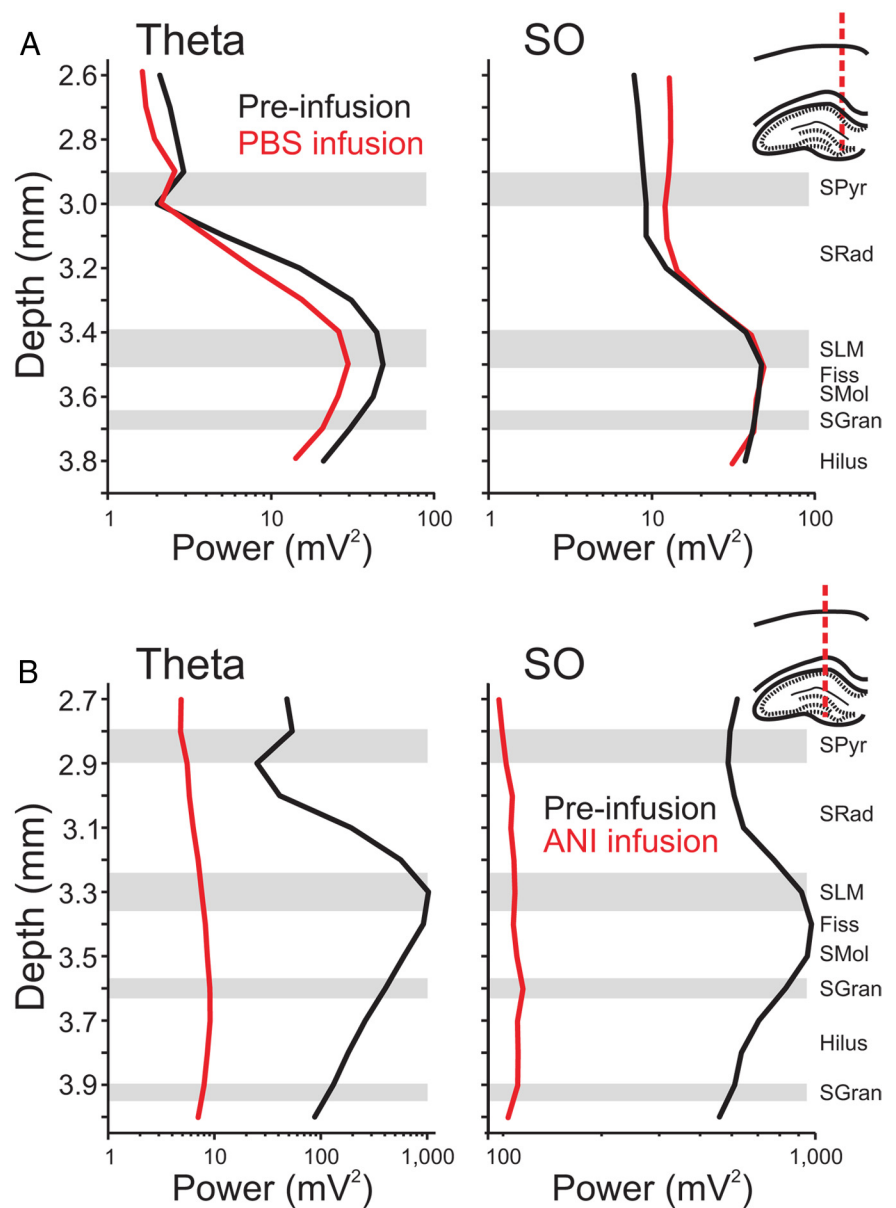 A
Theta
SO
2.6
2.8
3.0
3.2
3.4
3.6
3.8
Depth (mm)
Pre-infusion
PBS infusion
SPyr
SRad
SLM
Fiss
SMol
SGran
Hilus
1
10
100
1
10
100
Power (mV²)
Power (mV²)
B
Theta
SO
2.7
2.9
3.1
3.3
3.5
3.7
3.9
Depth (mm)
Pre-infusion
ANI infusion
SPyr
SRad
SLM
Fiss
SMol
SGran
Hilus
SGran
1
10
100
1,000
100
1,000
Power (mV²)
Power (mV²)